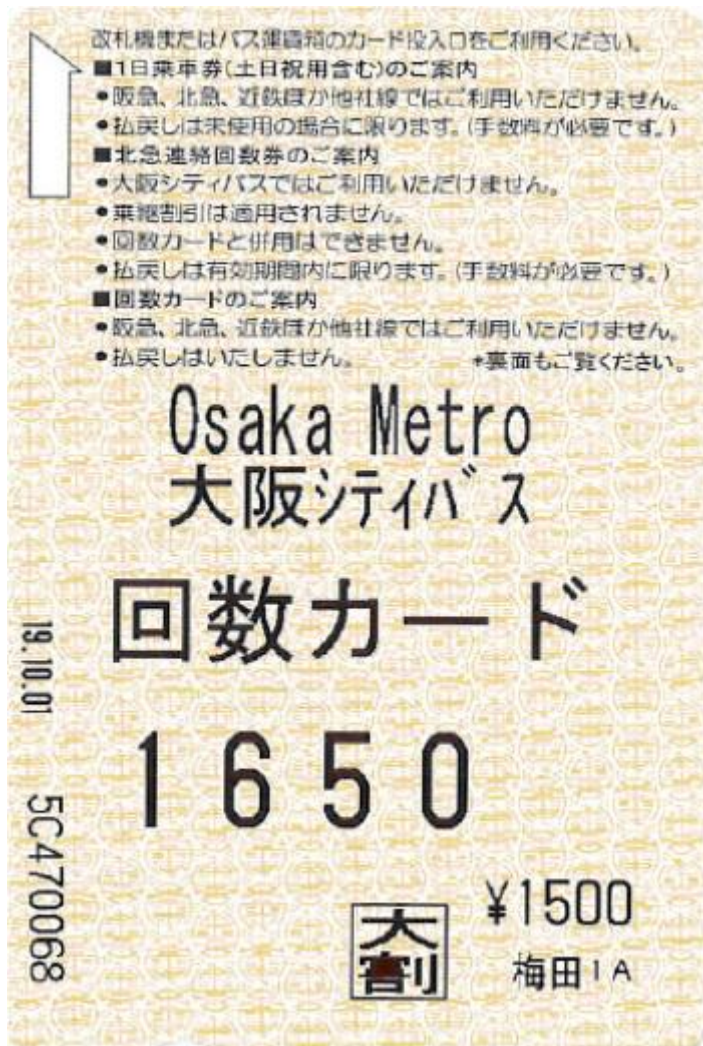 改札機またはバス運賃箱のカード投入口をご利用ください。
■1日乗車券(土日祝用含む)のご案内
●阪急、北急、近鉄ほか他社線ではご利用いただけません。
●払戻しは未使用の場合に限ります。(手数料が必要です。)
■北急連絡回数券のご案内
●大阪シティバスではご利用いただけません。
●乗継割引は適用されません。
●回数カードと併用はできません。
●払戻しは有効期間内に限ります。(手数料が必要です。)
■回数カードのご案内
●阪急、北急、近鉄ほか他社線ではご利用いただけません。
●払戻しはいたしません。 *裏面もご覧ください。
Osaka Metro
大阪シティバス
回数カード
19.10.01
1650
5C470068
¥1500
大割
梅田1A